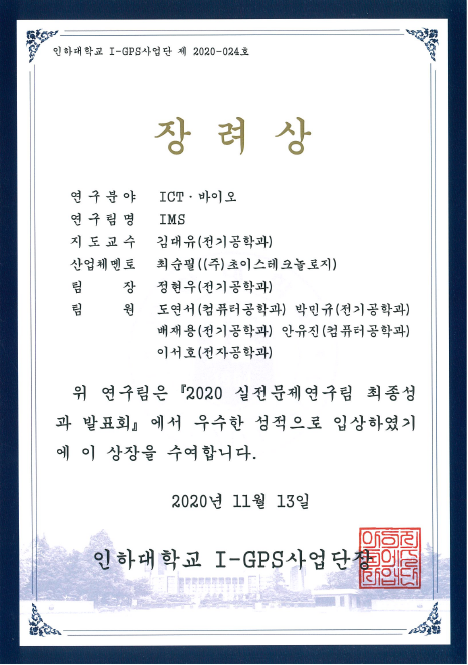 인하대학교 I-GPS사업단 제 2020-024호
장 려 상
연 구 분 야 ICT · 바이오
연 구 팀 명 IMS
지 도 교 수 김대유(전기공학과)
산업체멘토 최순필((주)초이스테크놀로지)
팀 장 정현우(전기공학과)
팀 원 도연서(컴퓨터공학과) 박민규(전기공학과)
배재용(전기공학과) 안유진(컴퓨터공학과)
이서호(전자공학과)
위 연구팀은 『2020 실전문제연구팀 최종성
과 발표회』에서 우수한 성적으로 입상하였기
에 이 상장을 수여합니다.
2020년 11월 13일
인하대학교 I-GPS사업단장